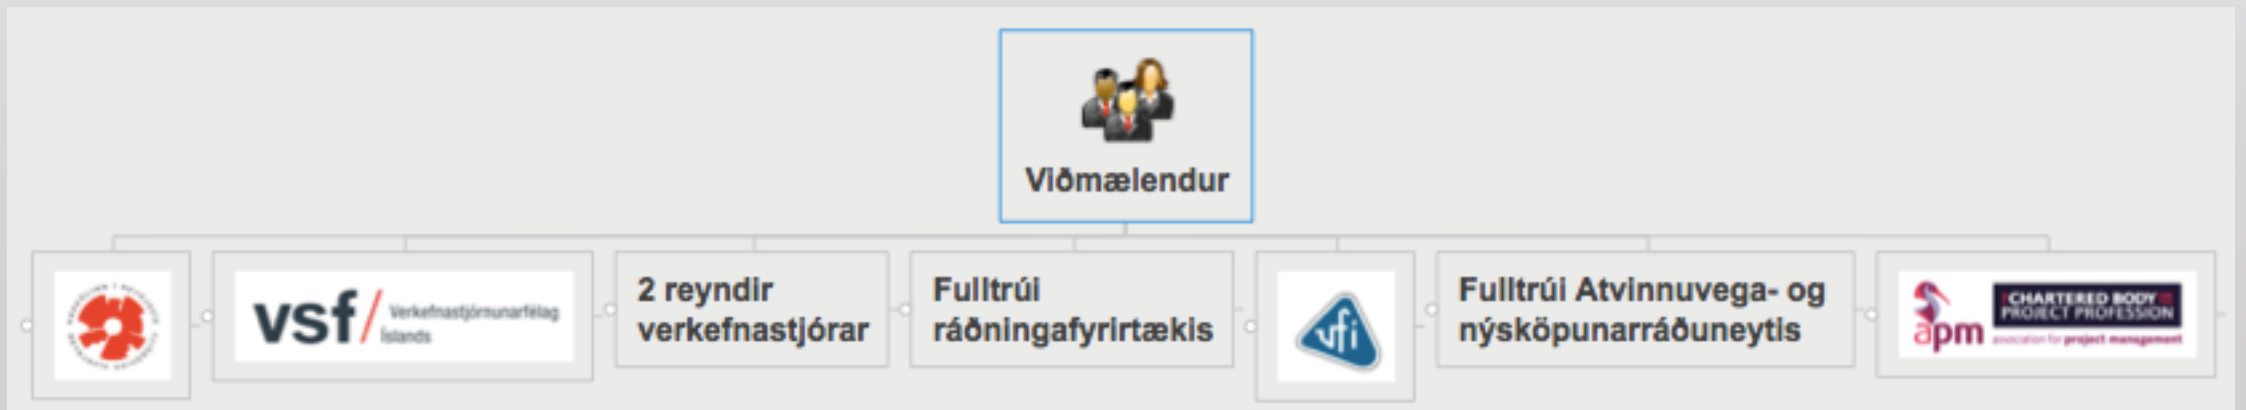 Viðmælendur
vsf/ Verkefnastjórnunarfélag
Íslands
2 reyndir
verkefnastjórar
Fulltrúi
ráðningafyrirtækis
vfi
Fulltrúi Atvinnuvega- og
nýsköpunarráðuneytis
apm
CHARTERED BODY
PROJECT PROFESSION
association for project management